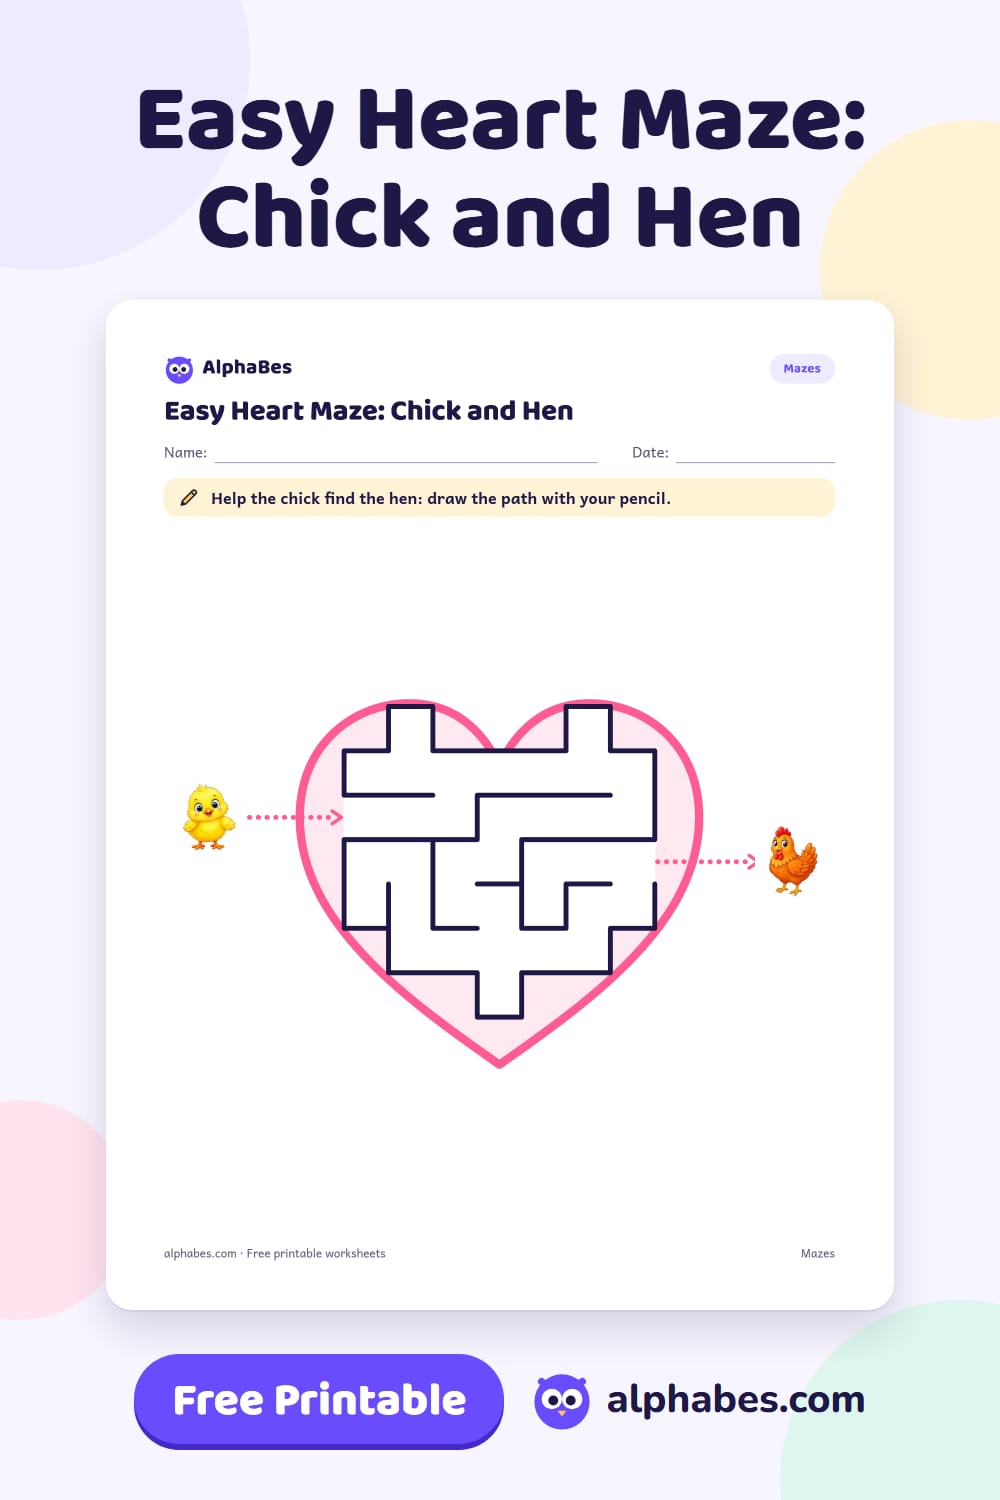 Easy Heart Maze:
Chick and Hen
AlphaBes
Mazes
Easy Heart Maze: Chick and Hen
Name:
Date:
Help the chick find the hen: draw the path with your pencil.
alphabes.com · Free printable worksheets
Mazes
Free Printable
alphabes.com